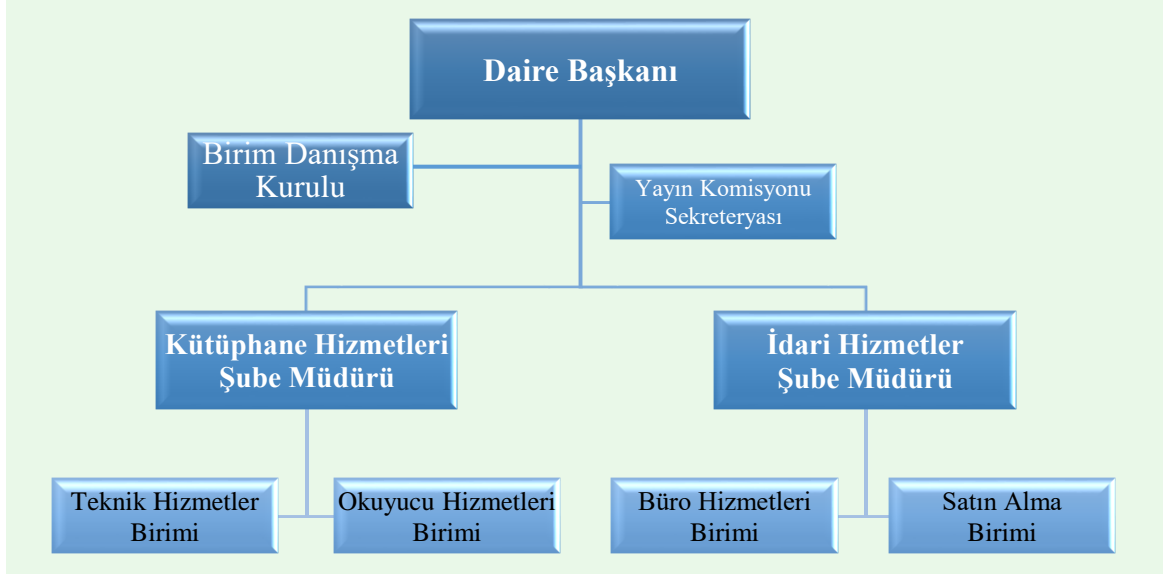 Daire Başkanı
Birim Danışma
Kurulu
Yayın Komisyonu
Sekreteryası
Kütüphane Hizmetleri
Şube Müdürü
İdari Hizmetler
Şube Müdürü
Teknik Hizmetler
Birimi
Okuyucu Hizmetleri
Birimi
Büro Hizmetleri
Birimi
Satın Alma
Birimi